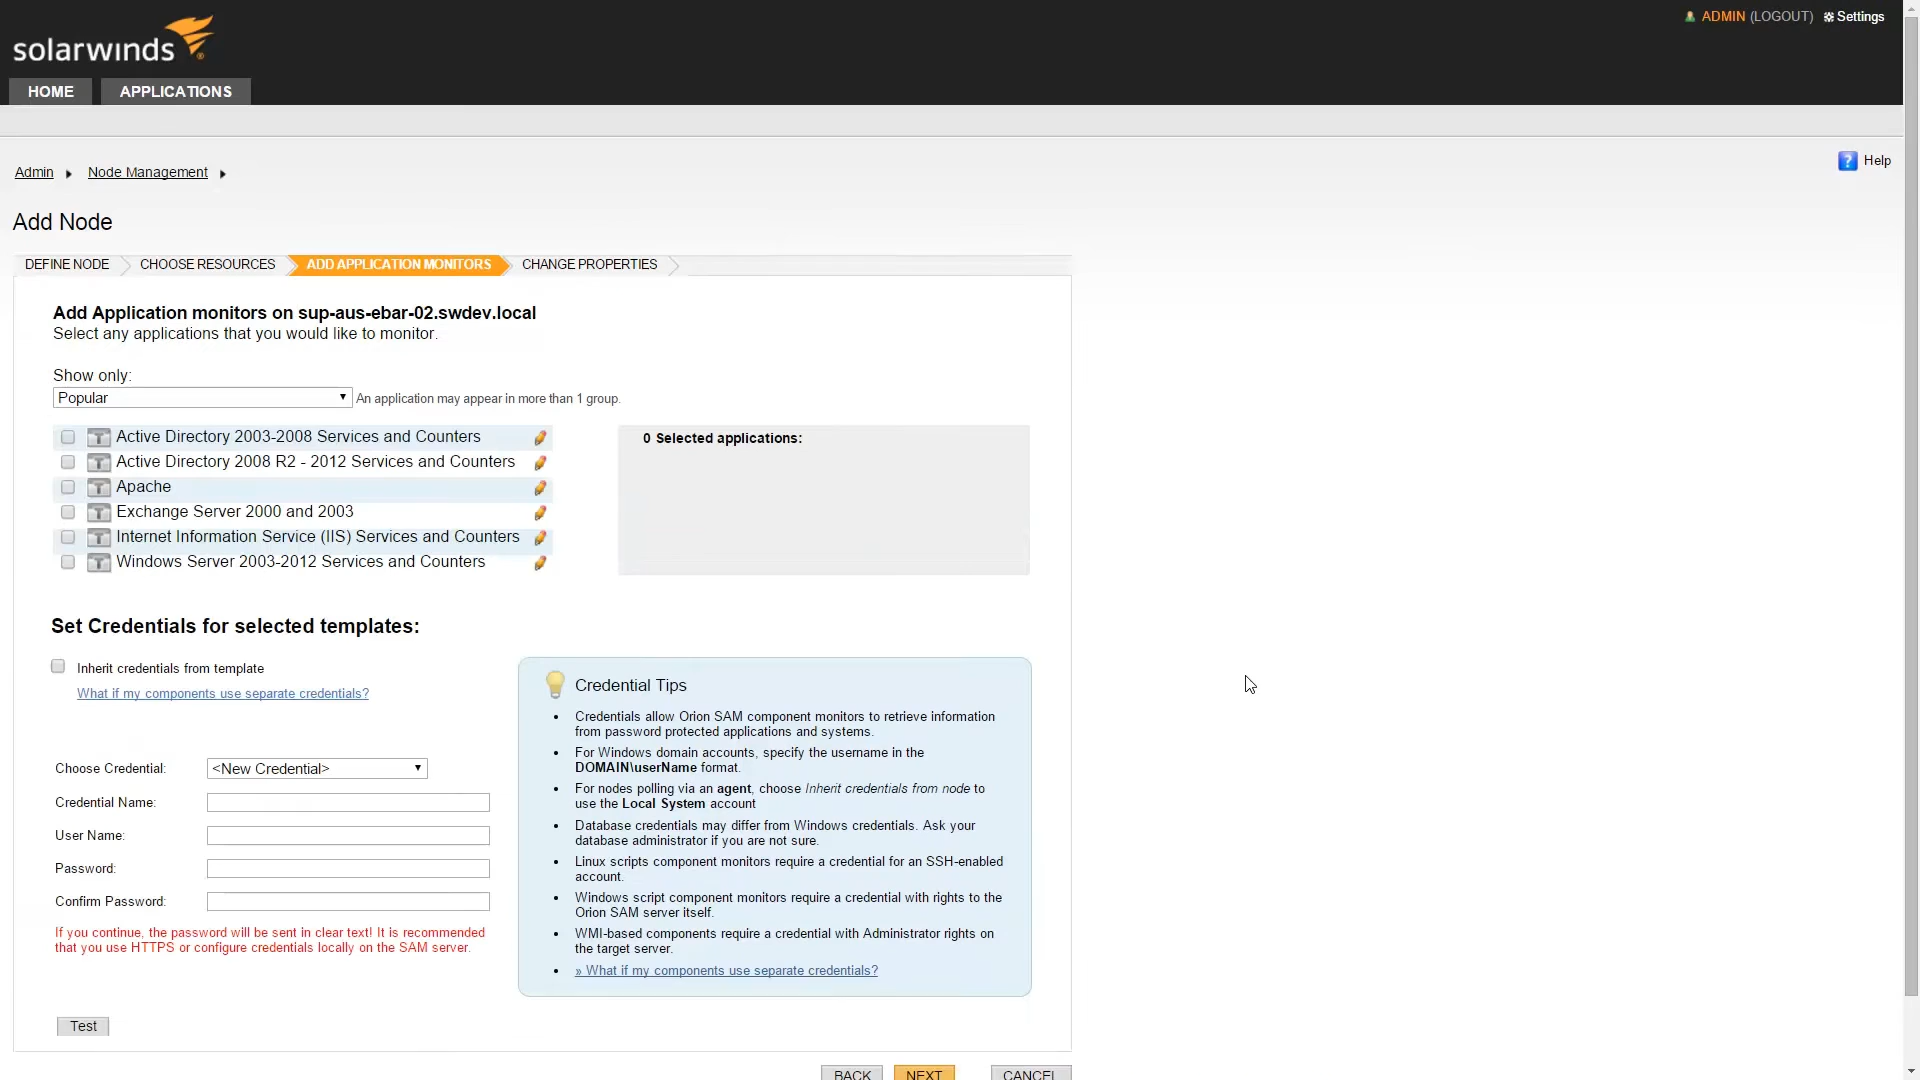 ADMIN (LOGOUT) Settings
solarwinds
HOME APPLICATIONS
Help
Admin Node Management
Add Node
DEFINE NODE CHOOSE RESOURCES ADD APPLICATION MONITORS CHANGE PROPERTIES
Add Application monitors on sup-aus-ebar-02.swdev.local
Select any applications that you would like to monitor.
Show only:
Popular An application may appear in more than 1 group.
Active Directory 2003-2008 Services and Counters
Active Directory 2008 R2 - 2012 Services and Counters
Apache
Exchange Server 2000 and 2003
Internet Information Service (IIS) Services and Counters
Windows Server 2003-2012 Services and Counters
0 Selected applications:
Set Credentials for selected templates:
Inherit credentials from template
What if my components use separate credentials?
Choose Credential: <New Credential>
Credential Name:
User Name:
Password:
Confirm Password:
If you continue, the password will be sent in clear text! It is recommended
that you use HTTPS or configure credentials locally on the SAM server.
Credential Tips
• Credentials allow Orion SAM component monitors to retrieve information
from password protected applications and systems.
• For Windows domain accounts, specify the username in the
DOMAIN\userName format.
• For nodes polling via an agent, choose Inherit credentials from node to
use the Local System account
• Database credentials may differ from Windows credentials. Ask your
database administrator if you are not sure.
• Linux scripts component monitors require a credential for an SSH-enabled
account.
• Windows script component monitors require a credential with rights to the
Orion SAM server itself.
• WMI-based components require a credential with Administrator rights on
the target server.
• » What if my components use separate credentials?
Test
BACK NEXT CANCEL